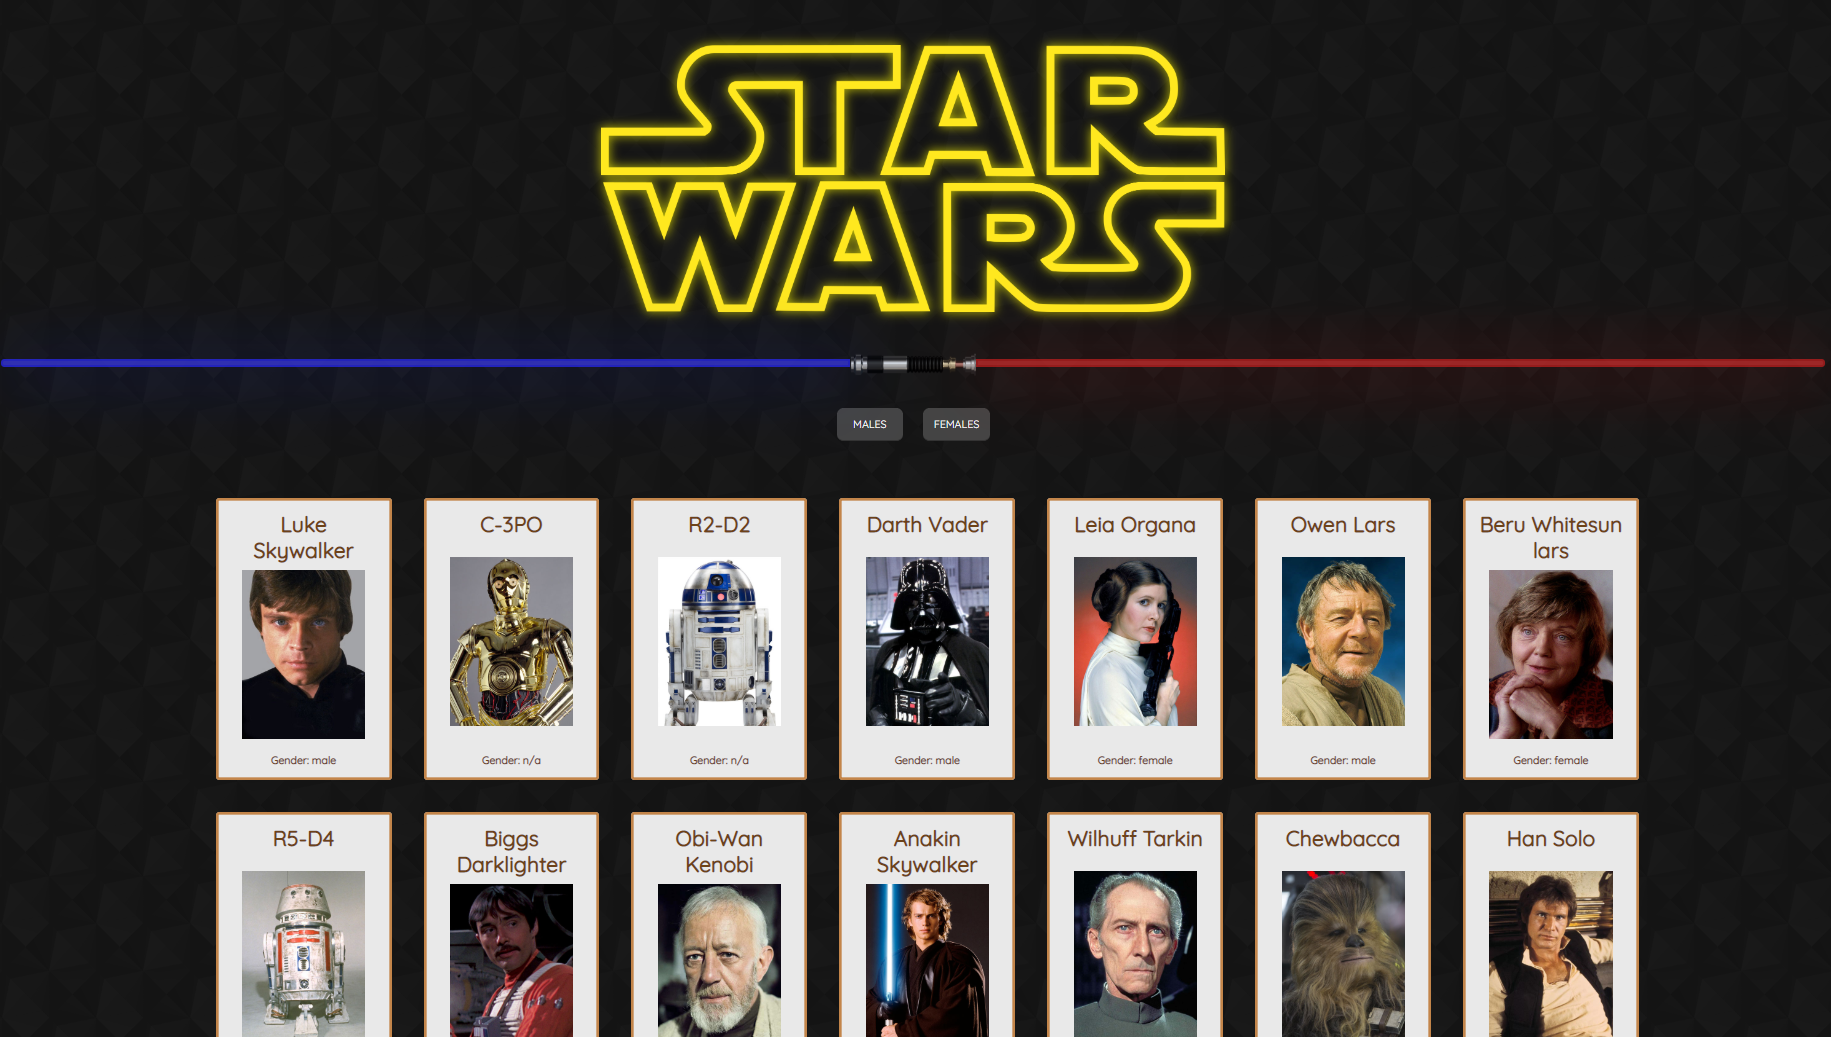 STAR
WARS
MALES
FEMALES
Luke
Skywalker
Gender: male
C-3PO
Gender: n/a
R2-D2
Gender: n/a
Darth Vader
Gender: male
Leia Organa
Gender: female
Owen Lars
Gender: male
Beru Whitesun
lars
Gender: female
R5-D4
Biggs
Darklighter
Obi-Wan
Kenobi
Anakin
Skywalker
Wilhuff Tarkin
Chewbacca
Han Solo